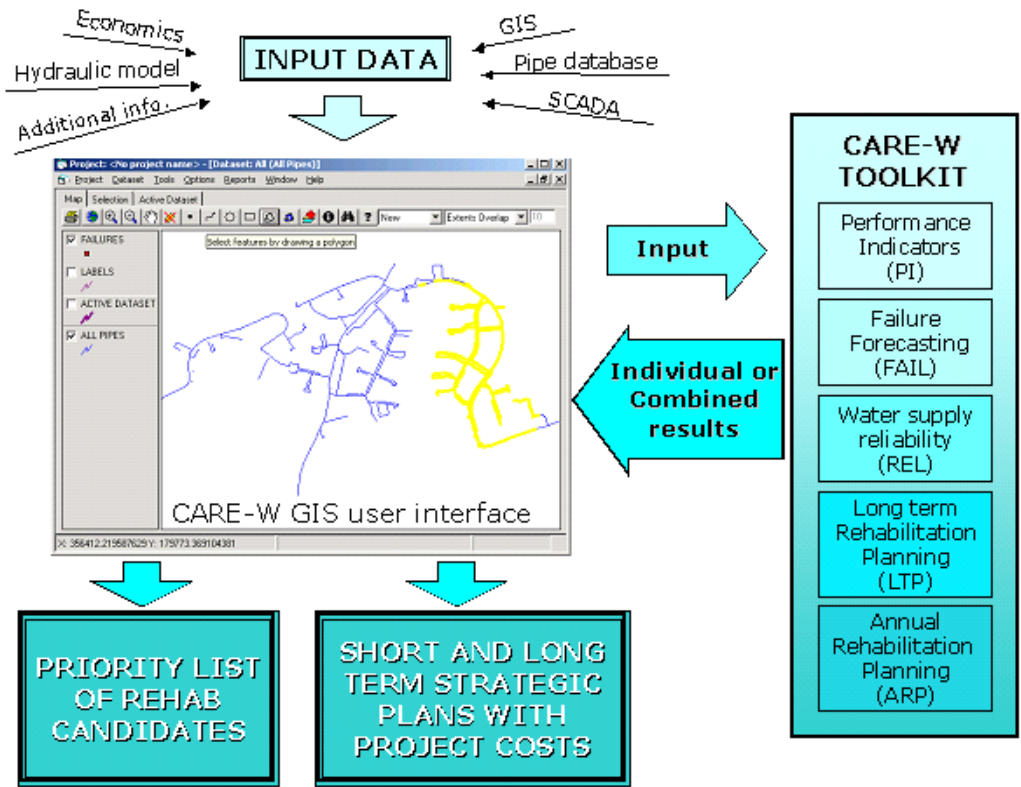 Economics
Hydraulic model
Additional info.
INPUT DATA
GIS
Pipe database
SCADA
Project: <No project name> - [Dataset: All (All Pipes)]
Project Dataset Tools Options Reports Window Help
Map Selection Active Dataset
New Extents Overlap 10
Select features by drawing a polygon
FAILURES
LABELS
ACTIVE DATASET
ALL PIPES
CARE-W GIS user interface
X: 356412.219587629 Y: 179773.369104381
Input
Individual or
Combined
results
CARE-W
TOOLKIT
Performance
Indicators
(PI)
Failure
Forecasting
(FAIL)
Water supply
reliability
(REL)
Long term
Rehabilitation
Planning
(LTP)
Annual
Rehabilitation
Planning
(ARP)
PRIORITY LIST
OF REHAB
CANDIDATES
SHORT AND LONG
TERM STRATEGIC
PLANS WITH
PROJECT COSTS